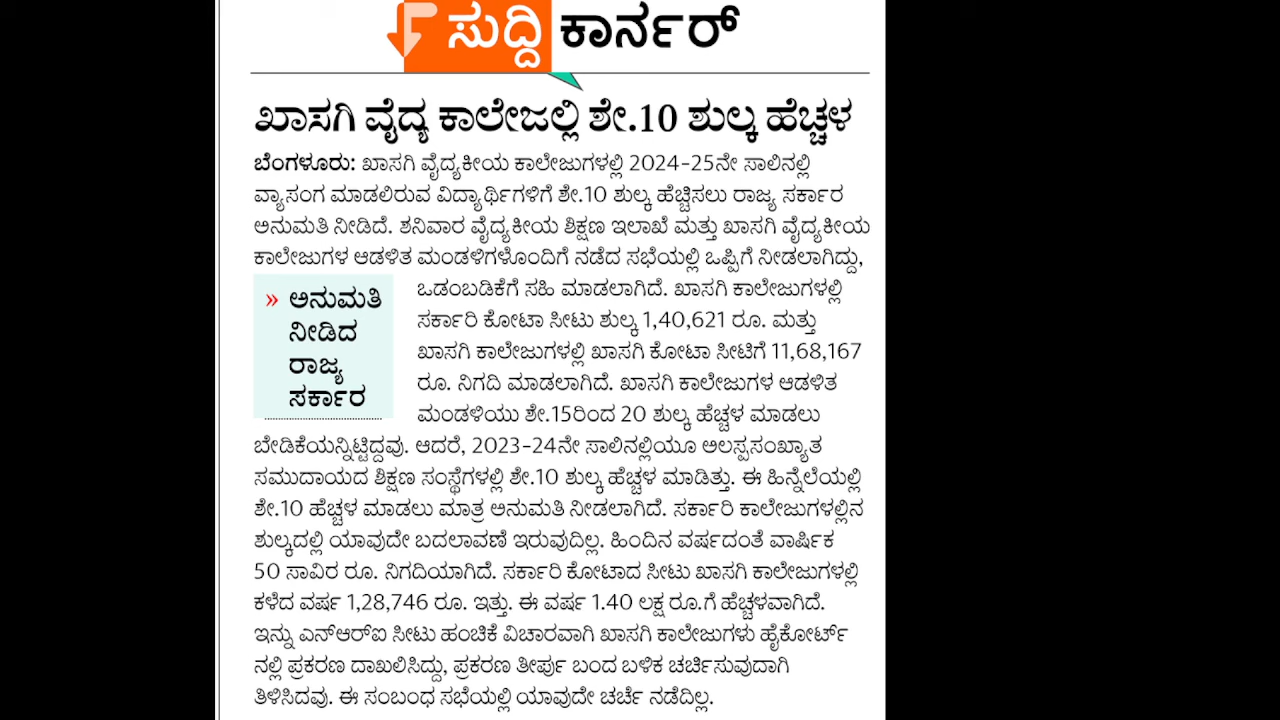 ಸುದ್ದಿ ಕಾರ್ನರ್
ಖಾಸಗಿ ವೈದ್ಯ ಕಾಲೇಜಲ್ಲಿ ಶೇ.10 ಶುಲ್ಕ ಹೆಚ್ಚಳ
ಬೆಂಗಳೂರು: ಖಾಸಗಿ ವೈದ್ಯಕೀಯ ಕಾಲೇಜುಗಳಲ್ಲಿ 2024-25ನೇ ಸಾಲಿನಲ್ಲಿ
ವ್ಯಾಸಂಗ ಮಾಡಲಿರುವ ವಿದ್ಯಾರ್ಥಿಗಳಿಗೆ ಶೇ.10 ಶುಲ್ಕ ಹೆಚ್ಚಿಸಲು ರಾಜ್ಯ ಸರ್ಕಾರ
ಅನುಮತಿ ನೀಡಿದೆ. ಶನಿವಾರ ವೈದ್ಯಕೀಯ ಶಿಕ್ಷಣ ಇಲಾಖೆ ಮತ್ತು ಖಾಸಗಿ ವೈದ್ಯಕೀಯ
ಕಾಲೇಜುಗಳ ಆಡಳಿತ ಮಂಡಳಿಗಳೊಂದಿಗೆ ನಡೆದ ಸಭೆಯಲ್ಲಿ ಒಪ್ಪಿಗೆ ನೀಡಲಾಗಿದ್ದು,
» ಅನುಮತಿ
ನೀಡಿದ
ರಾಜ್ಯ
ಸರ್ಕಾರ
ಒಡಂಬಡಿಕೆಗೆ ಸಹಿ ಮಾಡಲಾಗಿದೆ. ಖಾಸಗಿ ಕಾಲೇಜುಗಳಲ್ಲಿ
ಸರ್ಕಾರಿ ಕೋಟಾ ಸೀಟು ಶುಲ್ಕ 1,40,621 ರೂ. ಮತ್ತು
ಖಾಸಗಿ ಕಾಲೇಜುಗಳಲ್ಲಿ ಖಾಸಗಿ ಕೋಟಾ ಸೀಟಿಗೆ 11,68,167
ರೂ. ನಿಗದಿ ಮಾಡಲಾಗಿದೆ. ಖಾಸಗಿ ಕಾಲೇಜುಗಳ ಆಡಳಿತ
ಮಂಡಳಿಯು ಶೇ.15ರಿಂದ 20 ಶುಲ್ಕ ಹೆಚ್ಚಳ ಮಾಡಲು
ಬೇಡಿಕೆಯನ್ನಿಟ್ಟಿದ್ದವು. ಆದರೆ, 2023-24ನೇ ಸಾಲಿನಲ್ಲಿಯೂ ಅಲಸ್ಪಸಂಖ್ಯಾತ
ಸಮುದಾಯದ ಶಿಕ್ಷಣ ಸಂಸ್ಥೆಗಳಲ್ಲಿ ಶೇ.10 ಶುಲ್ಕ ಹೆಚ್ಚಳ ಮಾಡಿತ್ತು. ಈ ಹಿನ್ನೆಲೆಯಲ್ಲಿ
ಶೇ.10 ಹೆಚ್ಚಳ ಮಾಡಲು ಮಾತ್ರ ಅನುಮತಿ ನೀಡಲಾಗಿದೆ. ಸರ್ಕಾರಿ ಕಾಲೇಜುಗಳಲ್ಲಿನ
ಶುಲ್ಕದಲ್ಲಿ ಯಾವುದೇ ಬದಲಾವಣೆ ಇರುವುದಿಲ್ಲ. ಹಿಂದಿನ ವರ್ಷದಂತೆ ವಾರ್ಷಿಕ
50 ಸಾವಿರ ರೂ. ನಿಗದಿಯಾಗಿದೆ. ಸರ್ಕಾರಿ ಕೋಟಾದ ಸೀಟು ಖಾಸಗಿ ಕಾಲೇಜುಗಳಲ್ಲಿ
ಕಳೆದ ವರ್ಷ 1,28,746 ರೂ. ಇತ್ತು. ಈ ವರ್ಷ 1.40 ಲಕ್ಷ ರೂ.ಗೆ ಹೆಚ್ಚಳವಾಗಿದೆ.
ಇನ್ನು ಎನ್‌ಆರ್‌ಐ ಸೀಟು ಹಂಚಿಕೆ ವಿಚಾರವಾಗಿ ಖಾಸಗಿ ಕಾಲೇಜುಗಳು ಹೈಕೋರ್ಟ್
ನಲ್ಲಿ ಪ್ರಕರಣ ದಾಖಲಿಸಿದ್ದು, ಪ್ರಕರಣ ತೀರ್ಪು ಬಂದ ಬಳಿಕ ಚರ್ಚಿಸುವುದಾಗಿ
ತಿಳಿಸಿದವು. ಈ ಸಂಬಂಧ ಸಭೆಯಲ್ಲಿ ಯಾವುದೇ ಚರ್ಚೆ ನಡೆದಿಲ್ಲ.